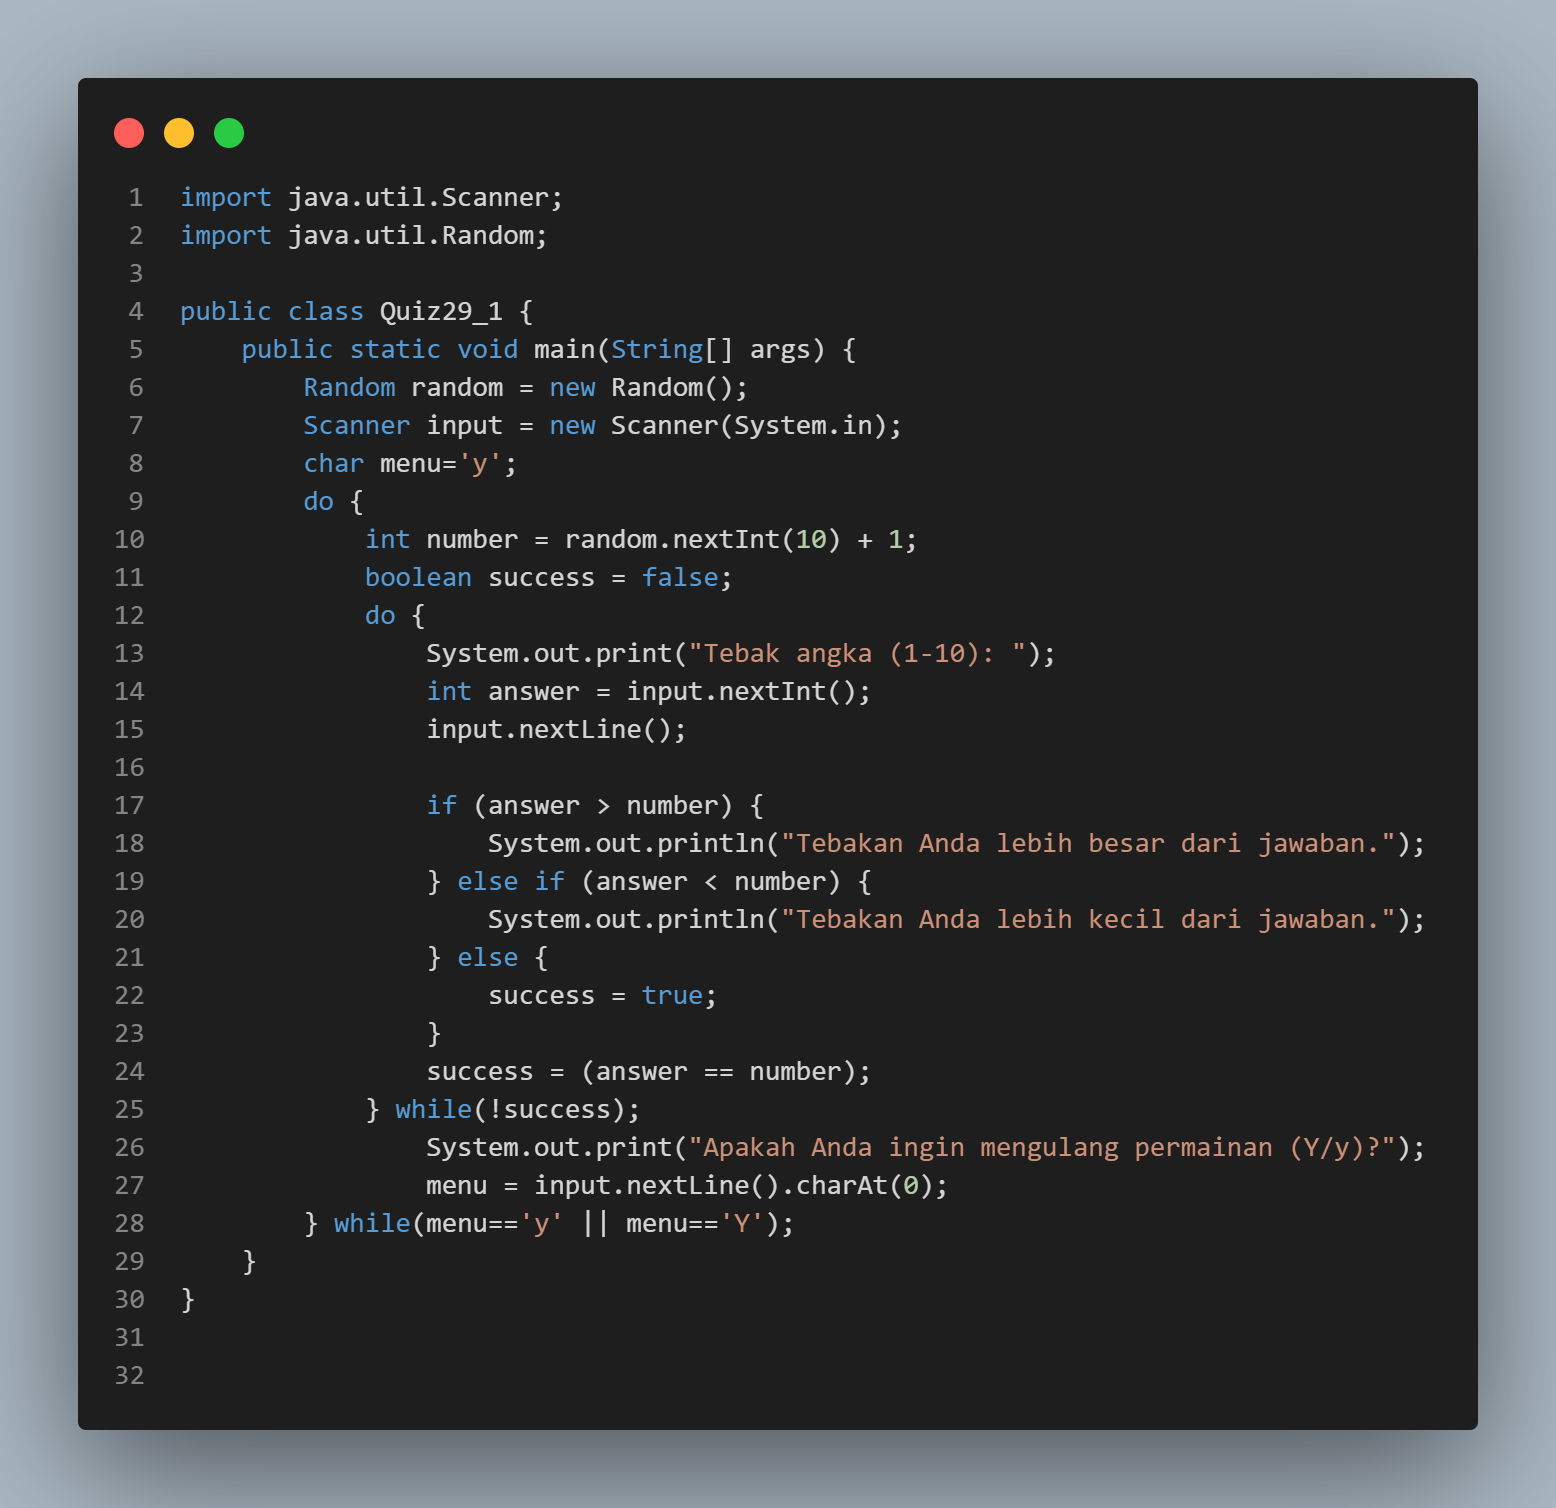 1 import java.util.Scanner;
2 import java.util.Random;
3
4 public class Quiz29_1 {
5     public static void main(String[] args) {
6         Random random = new Random();
7         Scanner input = new Scanner(System.in);
8         char menu='y';
9         do {
10             int number = random.nextInt(10) + 1;
11             boolean success = false;
12             do {
13                 System.out.print("Tebak angka (1-10): ");
14                 int answer = input.nextInt();
15                 input.nextLine();
16
17                 if (answer > number) {
18                     System.out.println("Tebakan Anda lebih besar dari jawaban.");
19                 } else if (answer < number) {
20                     System.out.println("Tebakan Anda lebih kecil dari jawaban.");
21                 } else {
22                     success = true;
23                 }
24                 success = (answer == number);
25             } while(!success);
26                 System.out.print("Apakah Anda ingin mengulang permainan (Y/y)?");
27                 menu = input.nextLine().charAt(0);
28         } while(menu=='y' || menu=='Y');
29     }
30 }
31
32